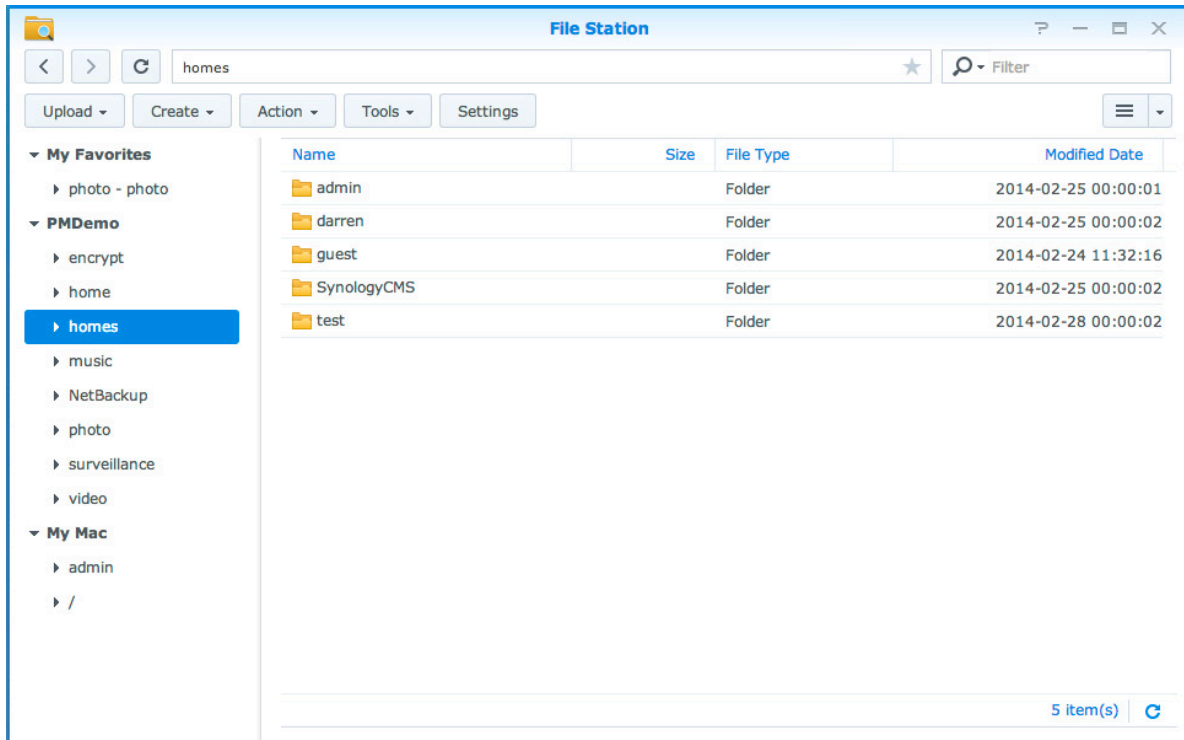 File Station
homes
Filter
Upload Create Action Tools Settings
My Favorites
photo - photo
PMDemo
encrypt
home
homes
music
NetBackup
photo
surveillance
video
My Mac
admin
/
Name Size File Type Modified Date
admin Folder 2014-02-25 00:00:01
darren Folder 2014-02-25 00:00:02
guest Folder 2014-02-24 11:32:16
SynologyCMS Folder 2014-02-25 00:00:02
test Folder 2014-02-28 00:00:02
5 item(s)